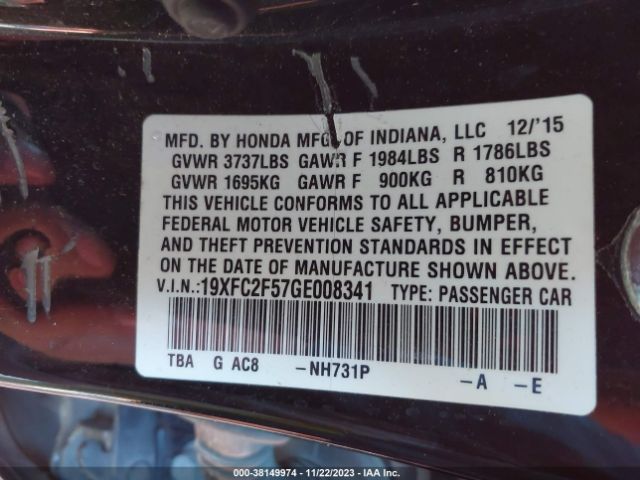 MFD. BY HONDA MFG. OF INDIANA, LLC 12/'15
GVWR 3737LBS GAWR F 1984LBS R 1786LBS
GVWR 1695KG GAWR F 900KG R 810KG
THIS VEHICLE CONFORMS TO ALL APPLICABLE
FEDERAL MOTOR VEHICLE SAFETY, BUMPER,
AND THEFT PREVENTION STANDARDS IN EFFECT
ON THE DATE OF MANUFACTURE SHOWN ABOVE.
V.I.N.:19XFC2F57GE008341 TYPE: PASSENGER CAR
TBA G AC8 -NH731P -A -E
000-38149974 - 11/22/2023 - IAA Inc.